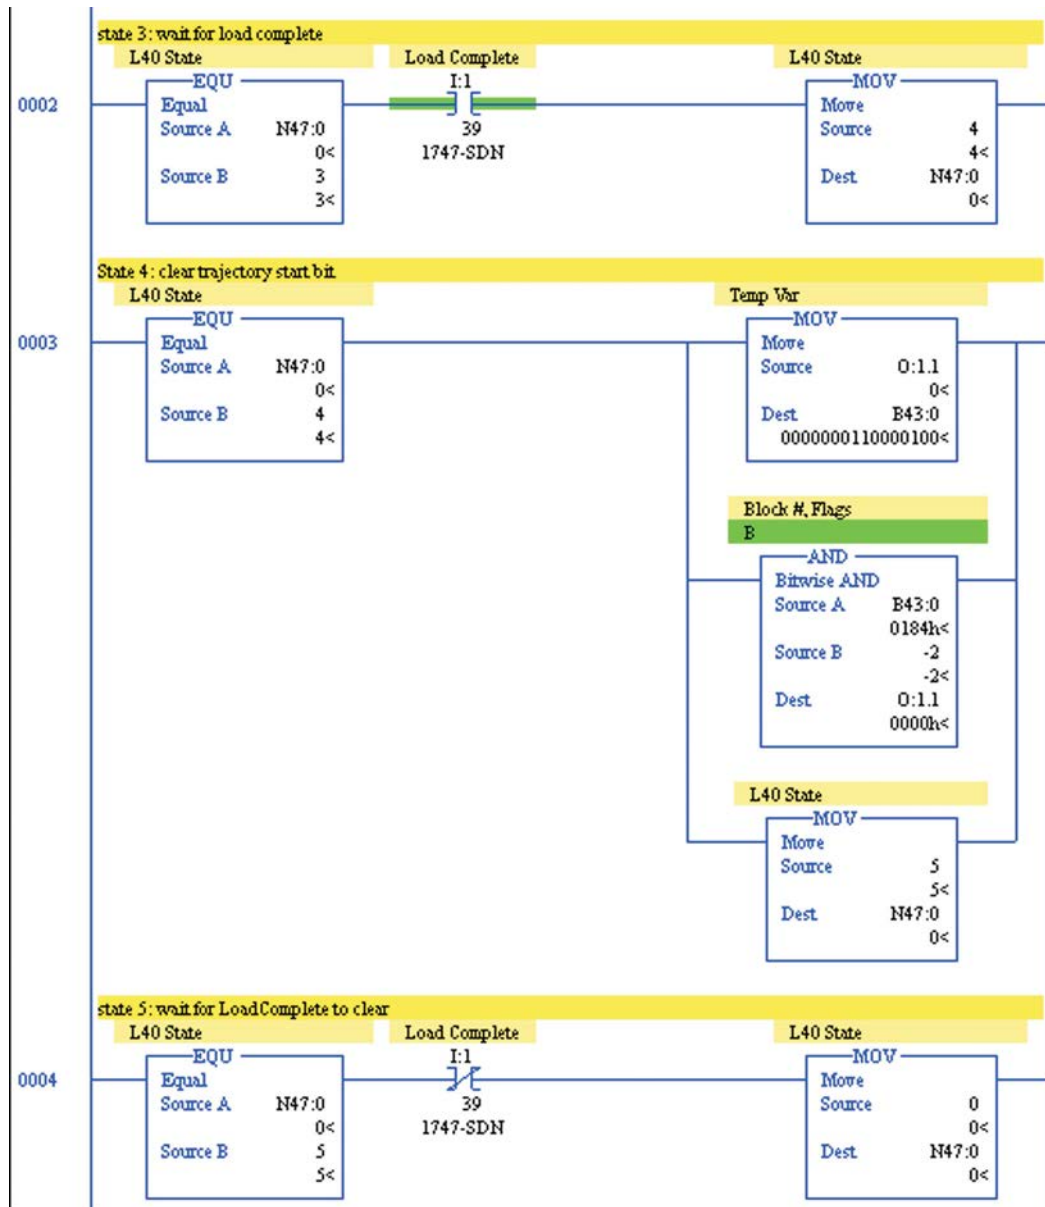 state 3: wait for load complete
L40 State
Load Complete
L40 State
0002
EQU
Equal
Source A N47:0
0<
Source B 3
3<
I:1
39
1747-SDN
MOV
Move
Source 4
4<
Dest N47:0
0<
State 4: clear trajectory start bit
L40 State
Temp Var
0003
EQU
Equal
Source A N47:0
0<
Source B 4
4<
MOV
Move
Source O:1.1
0<
Dest B43:0
0000000110000100<
Block #, Flags
B
AND
Bitwise AND
Source A B43:0
0184h<
Source B -2
-2<
Dest O:1.1
0000h<
L40 State
MOV
Move
Source 5
5<
Dest N47:0
0<
state 5: wait for LoadComplete to clear
L40 State
Load Complete
L40 State
0004
EQU
Equal
Source A N47:0
0<
Source B 5
5<
I:1
39
1747-SDN
MOV
Move
Source 0
0<
Dest N47:0
0<